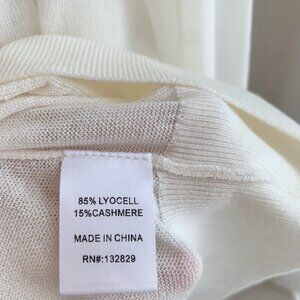 85% LYOCELL
15%CASHMERE
MADE IN CHINA
RN#:132829